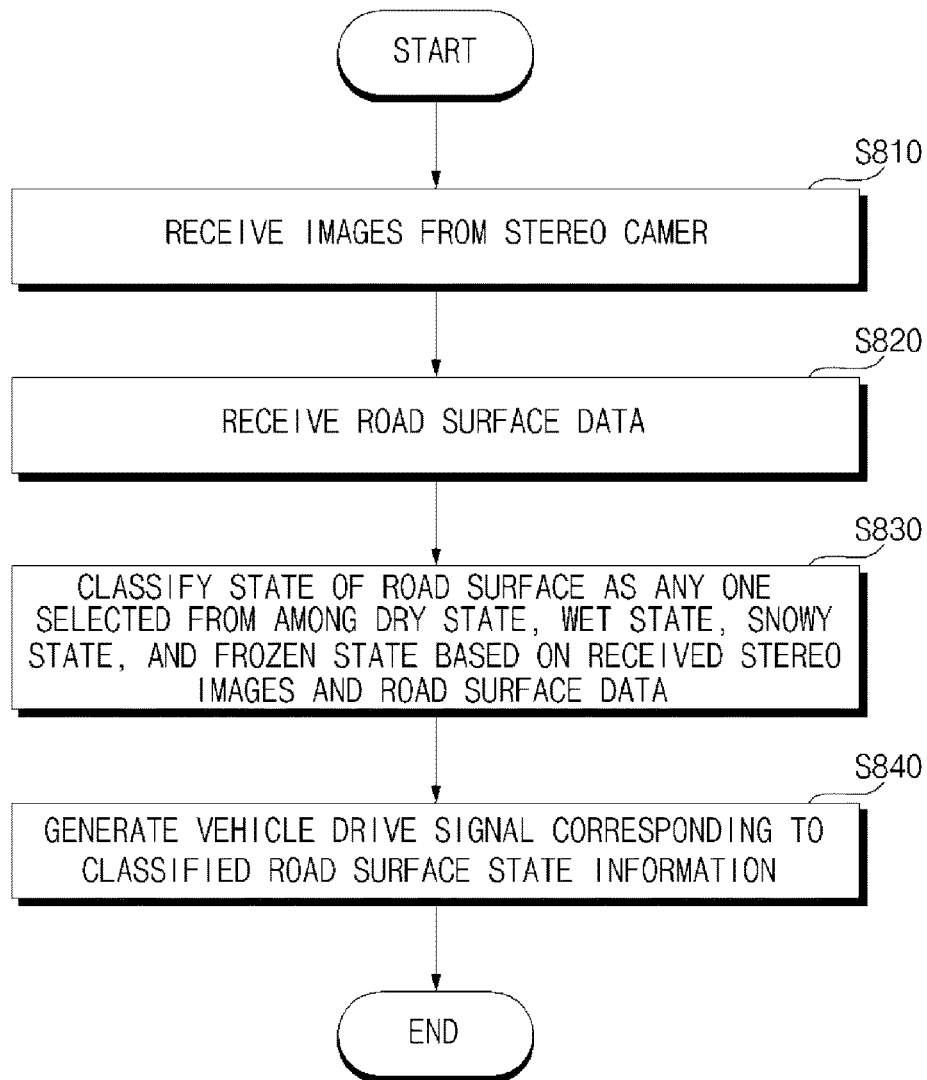 START
S810
RECEIVE IMAGES FROM STEREO CAMER
S820
RECEIVE ROAD SURFACE DATA
S830
CLASSIFY STATE OF ROAD SURFACE AS ANY ONE
SELECTED FROM AMONG DRY STATE, WET STATE, SNOWY
STATE, AND FROZEN STATE BASED ON RECEIVED STEREO
IMAGES AND ROAD SURFACE DATA
S840
GENERATE VEHICLE DRIVE SIGNAL CORRESPONDING TO
CLASSIFIED ROAD SURFACE STATE INFORMATION
END